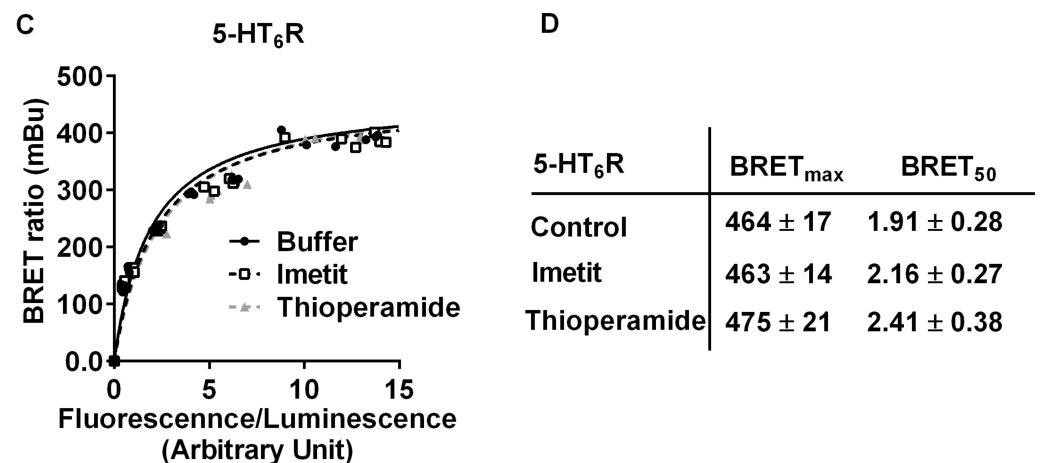 C
5-HT₆R
500
400
300
200
100
0.0
0 5 10 15
BRET ratio (mBu)
Fluorescennce/Luminescence
(Arbitrary Unit)
Buffer
Imetit
Thioperamide
D
5-HT₆R BRETmax BRET₅₀
Control 464 ± 17 1.91 ± 0.28
Imetit 463 ± 14 2.16 ± 0.27
Thioperamide 475 ± 21 2.41 ± 0.38